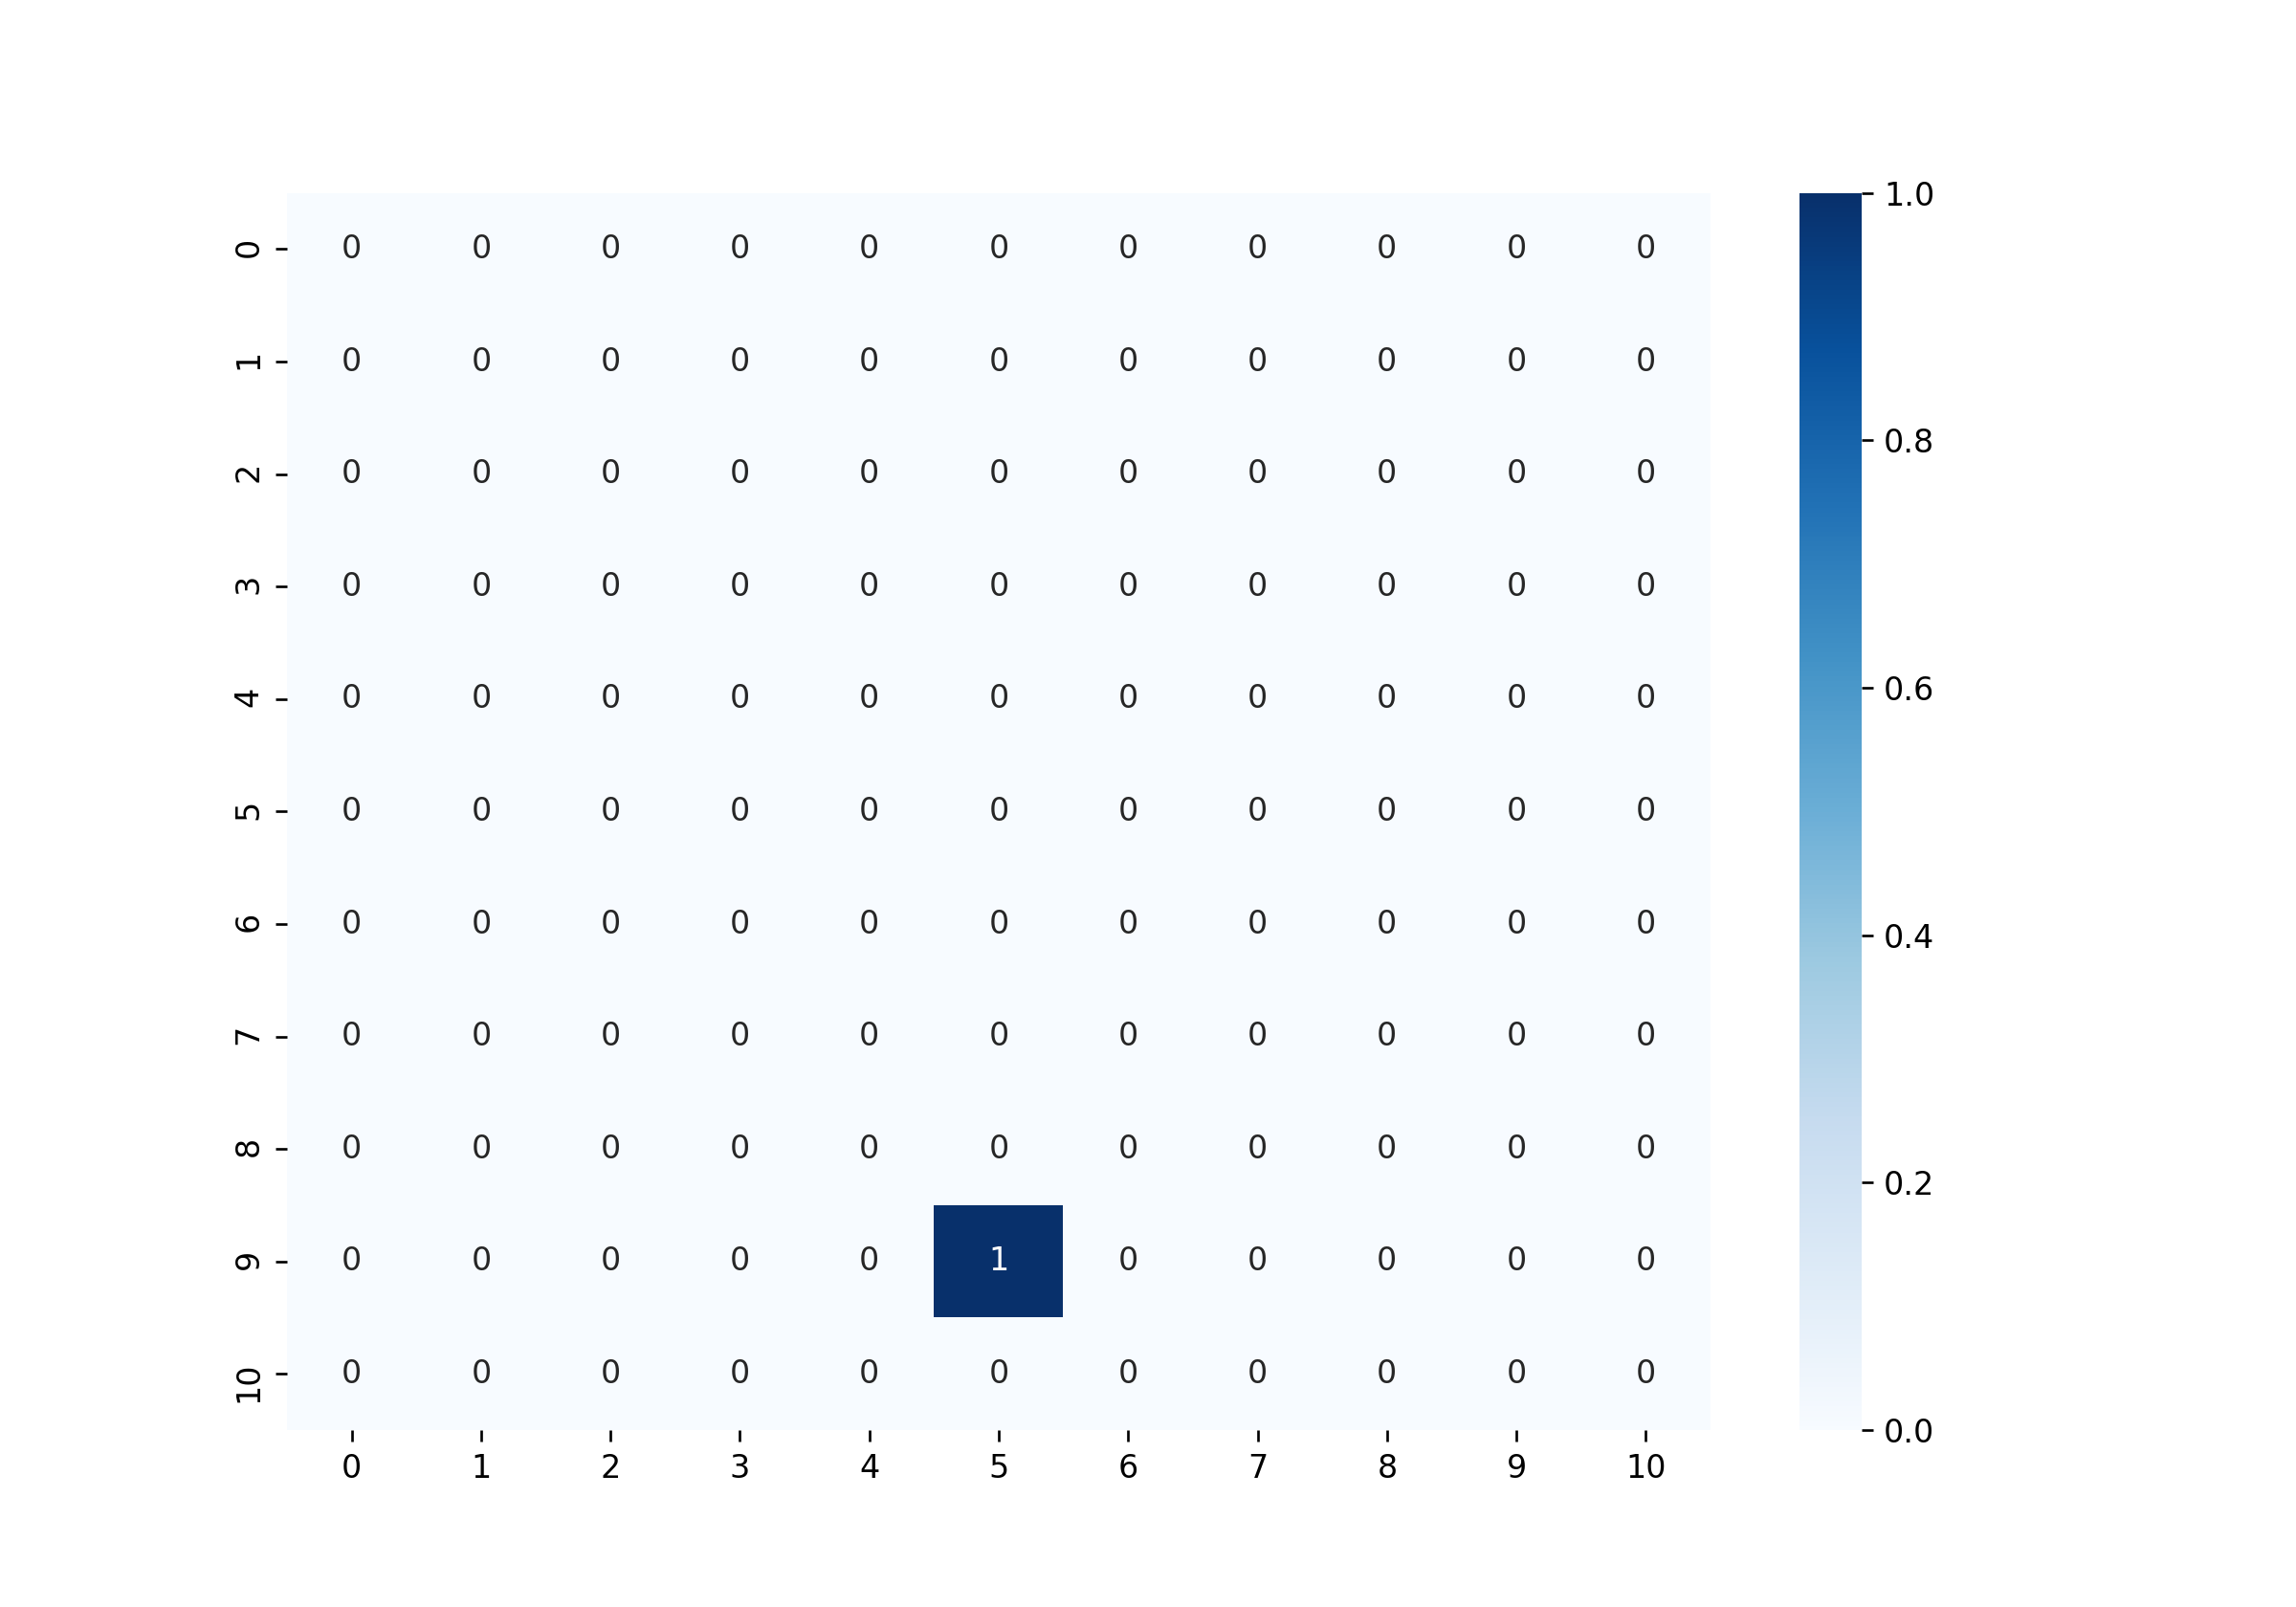 1.0
0 0 0 0 0 0 0 0 0 0 0 0
1 0 0 0 0 0 0 0 0 0 0 0
0.8
2 0 0 0 0 0 0 0 0 0 0 0
3 0 0 0 0 0 0 0 0 0 0 0
0.6
4 0 0 0 0 0 0 0 0 0 0 0
5 0 0 0 0 0 0 0 0 0 0 0
6 0 0 0 0 0 0 0 0 0 0 0
0.4
7 0 0 0 0 0 0 0 0 0 0 0
8 0 0 0 0 0 0 0 0 0 0 0
0.2
9 0 0 0 0 0 1 0 0 0 0 0
10 0 0 0 0 0 0 0 0 0 0 0
0.0
0 1 2 3 4 5 6 7 8 9 10